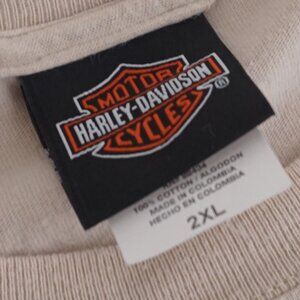 MOTOR
HARLEY-DAVIDSON
CYCLES
®
100% COTTON / ALGODON
MADE IN COLOMBIA
HECHO EN COLOMBIA
2XL